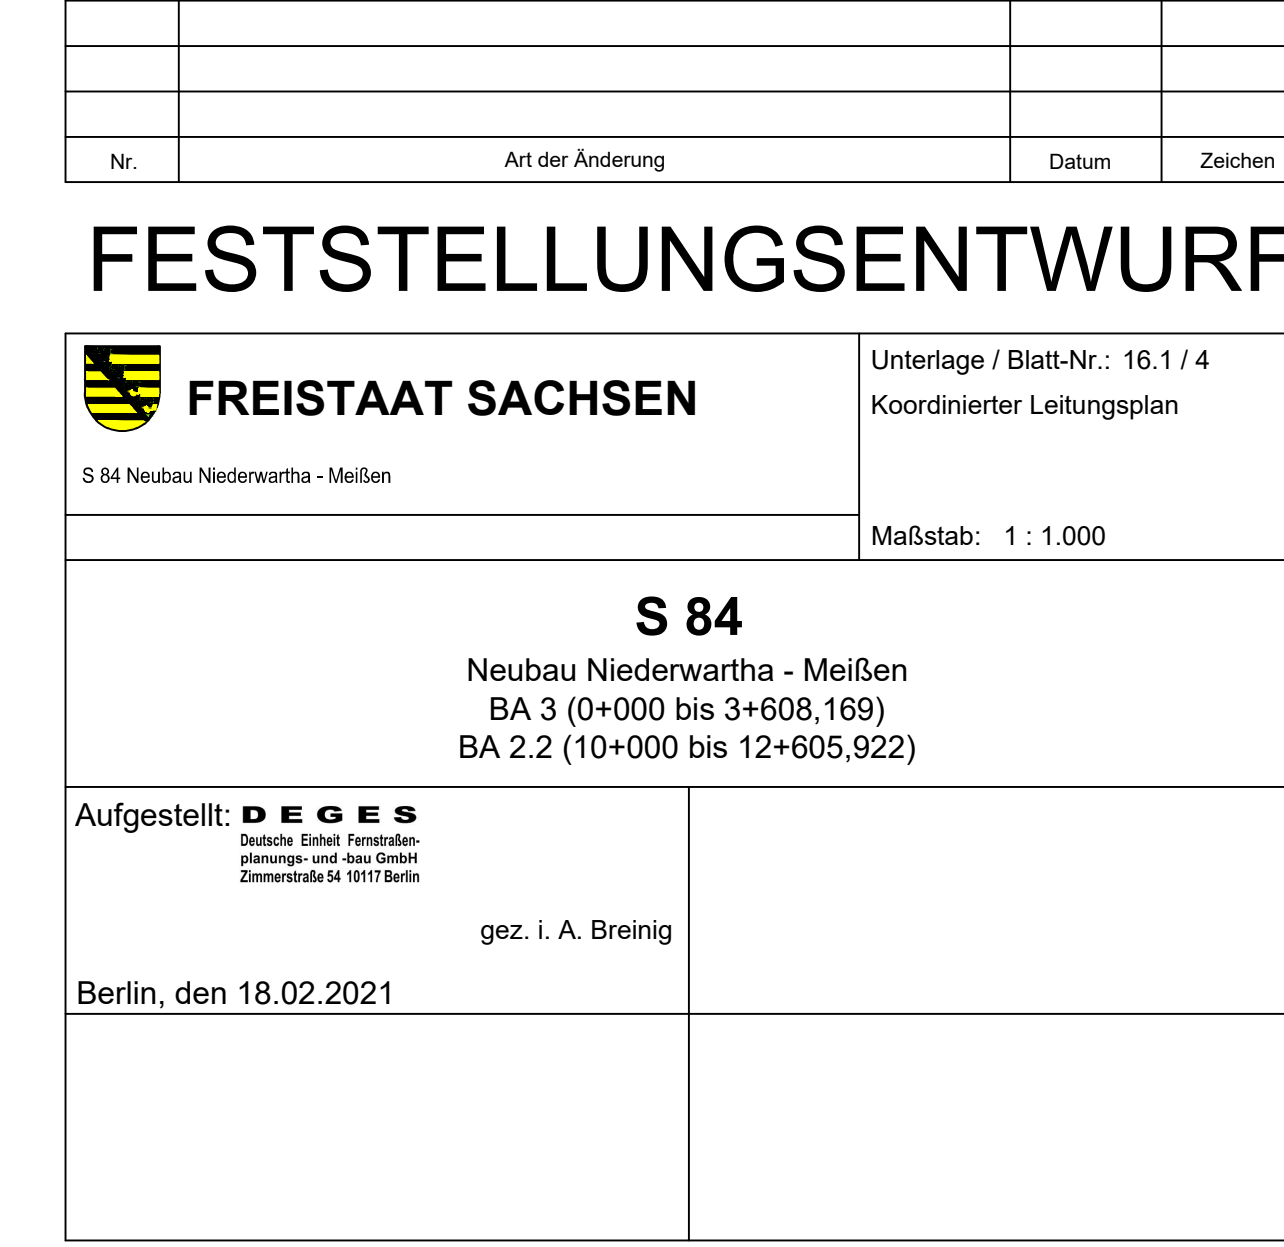 Nr. Art der Änderung Datum Zeichen
FESTSTELLUNGSENTWURF
FREISTAAT SACHSEN
S 84 Neubau Niederwartha - Meißen
Unterlage / Blatt-Nr.: 16.1 / 4
Koordinierter Leitungsplan
Maßstab: 1 : 1.000
S 84
Neubau Niederwartha - Meißen
BA 3 (0+000 bis 3+608,169)
BA 2.2 (10+000 bis 12+605,922)
Aufgestellt: DEGES
Deutsche Einheit Fernstraßen-
planungs- und -bau GmbH
Zimmerstraße 54 10117 Berlin
gez. i. A. Breinig
Berlin, den 18.02.2021